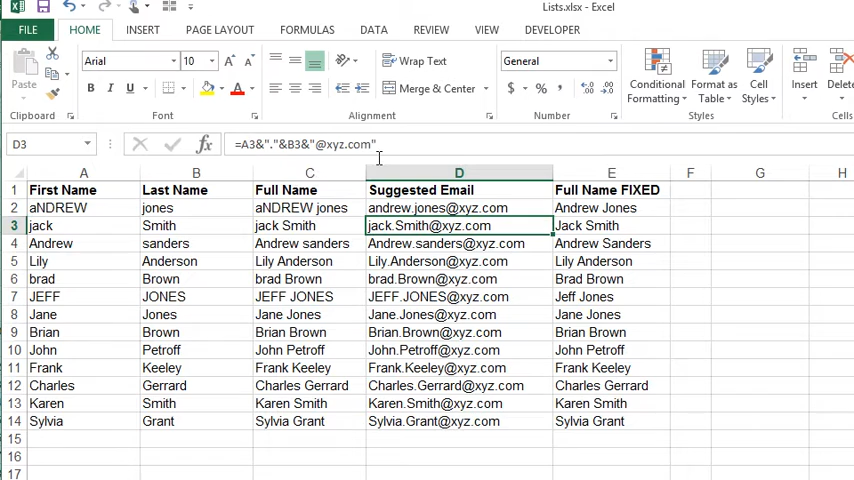 Lists.xlsx - Excel
FILE HOME INSERT PAGE LAYOUT FORMULAS DATA REVIEW VIEW DEVELOPER
Arial 10 A A Wrap Text General
Paste B I U A Merge & Center $ % , Conditional Formatting Format as Table Cell Styles Insert Delete
Clipboard Font Alignment Number Styles
D3 fx =A3&"."&B3&"@xyz.com"
A B C D E F G H
1 First Name Last Name Full Name Suggested Email Full Name FIXED
2 aNDREW jones aNDREW jones andrew.jones@xyz.com Andrew Jones
3 jack Smith jack Smith jack.Smith@xyz.com Jack Smith
4 Andrew sanders Andrew sanders Andrew.sanders@xyz.com Andrew Sanders
5 Lily Anderson Lily Anderson Lily.Anderson@xyz.com Lily Anderson
6 brad Brown brad Brown brad.Brown@xyz.com Brad Brown
7 JEFF JONES JEFF JONES JEFF.JONES@xyz.com Jeff Jones
8 Jane Jones Jane Jones Jane.Jones@xyz.com Jane Jones
9 Brian Brown Brian Brown Brian.Brown@xyz.com Brian Brown
10 John Petroff John Petroff John.Petroff@xyz.com John Petroff
11 Frank Keeley Frank Keeley Frank.Keeley@xyz.com Frank Keeley
12 Charles Gerrard Charles Gerrard Charles.Gerrard@xyz.com Charles Gerrard
13 Karen Smith Karen Smith Karen.Smith@xyz.com Karen Smith
14 Sylvia Grant Sylvia Grant Sylvia.Grant@xyz.com Sylvia Grant
15
16
17